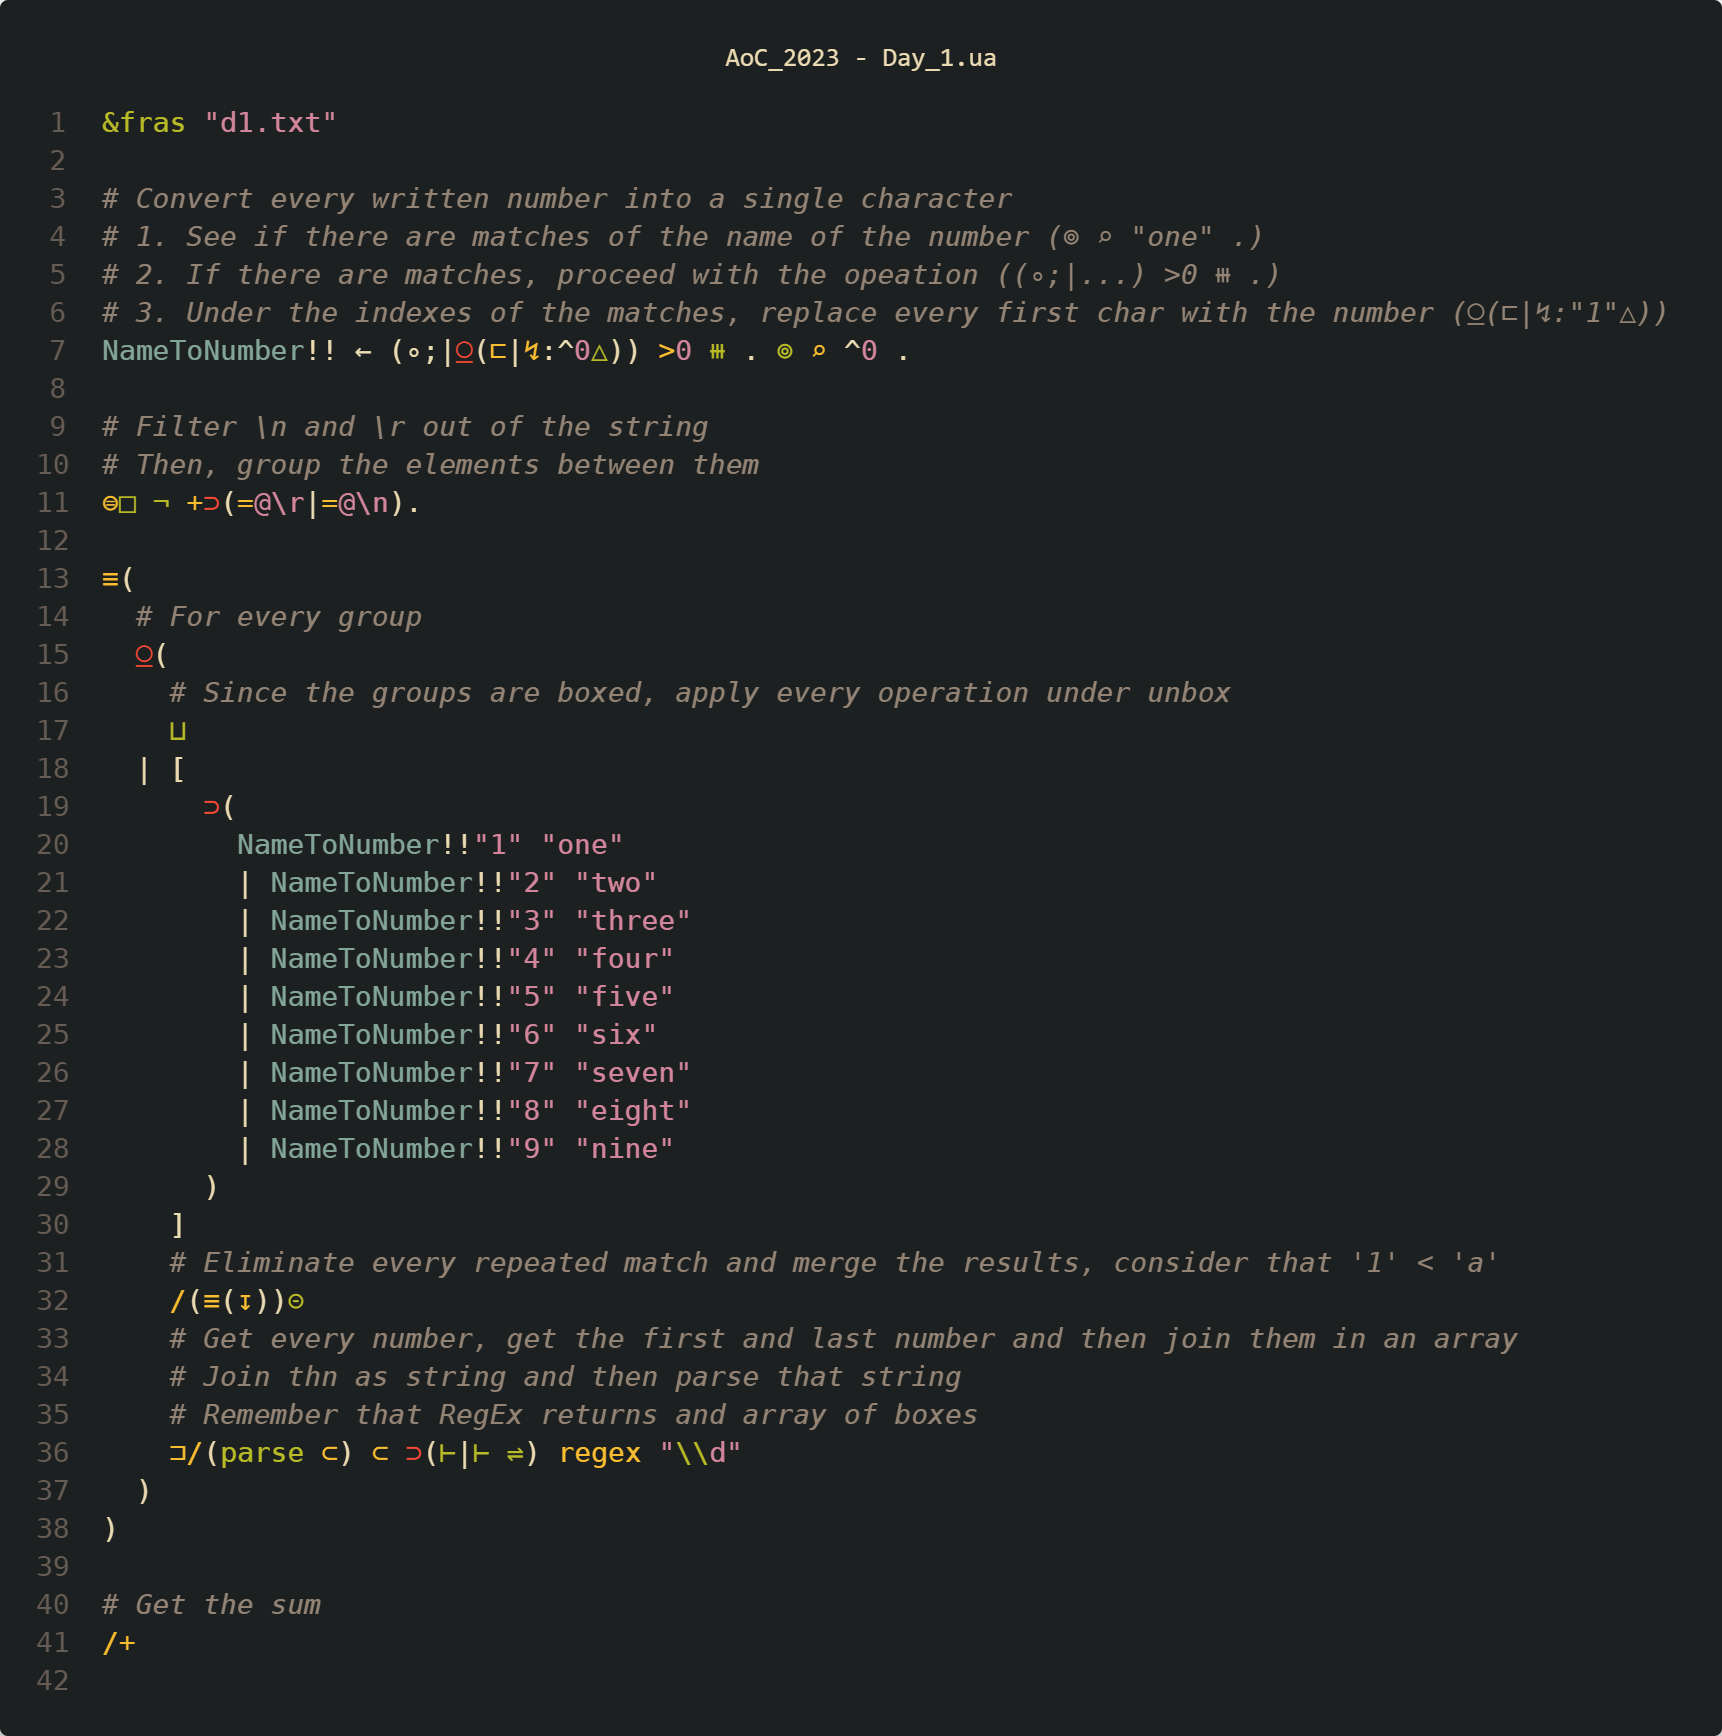 AoC_2023 - Day_1.ua
1 &fras "d1.txt"
2
3 # Convert every written number into a single character
4 # 1. See if there are matches of the name of the number (⊚ ⌕ "one" .)
5 # 2. If there are matches, proceed with the opeation ((∘;|...) >0 ⧻ .)
6 # 3. Under the indexes of the matches, replace every first char with the number (⍜(⊏|↯:"1"△))
7 NameToNumber!! ← (∘;|⍜(⊏|↯:^0△)) >0 ⧻ . ⊚ ⌕ ^0 .
8
9 # Filter \n and \r out of the string
10 # Then, group the elements between them
11 ⊜□ ¬ +⊃(=@\r|=@\n).
12
13 ≡(
14 # For every group
15 ⍜(
16 # Since the groups are boxed, apply every operation under unbox
17 ⊔
18 | [
19 ⊃(
20 NameToNumber!!"1" "one"
21 | NameToNumber!!"2" "two"
22 | NameToNumber!!"3" "three"
23 | NameToNumber!!"4" "four"
24 | NameToNumber!!"5" "five"
25 | NameToNumber!!"6" "six"
26 | NameToNumber!!"7" "seven"
27 | NameToNumber!!"8" "eight"
28 | NameToNumber!!"9" "nine"
29 )
30 ]
31 # Eliminate every repeated match and merge the results, consider that '1' < 'a'
32 /(≡(↧))⊝
33 # Get every number, get the first and last number and then join them in an array
34 # Join thn as string and then parse that string
35 # Remember that RegEx returns and array of boxes
36 ⊐/(parse ⊂) ⊂ ⊃(⊢|⊢ ⇌) regex "\\d"
37 )
38 )
39
40 # Get the sum
41 /+
42